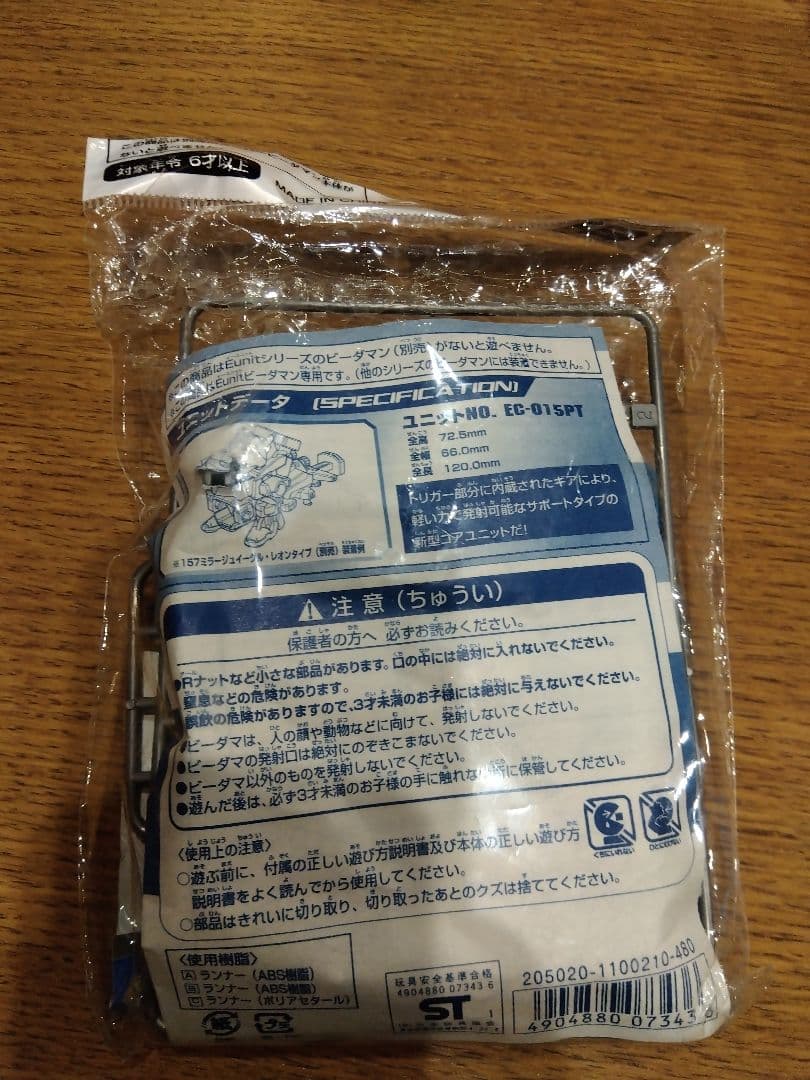 対象年令 6才以上
この商品はEunitシリーズのビーダマン(別売)がないと遊べません。
Eunitビーダマン専用です。(他のシリーズのビーダマンには装着できません。)
ユニットデータ [SPECIFICATION]
ユニットNO. EC-015PT
全高 72.5mm
全幅 66.0mm
全長 120.0mm
トリガー部分に内蔵されたギアにより、
軽い力で発射可能なサポートタイプの
新型コアユニットだ!
※157ミラージュイーグル・レオンタイプ(別売)装着例
注意(ちゅうい)
保護者の方へ 必ずお読みください。
●Rナットなど小さな部品があります。口の中には絶対に入れないでください。
窒息などの危険があります。
誤飲の危険がありますので、3才未満のお子様には絶対に与えないでください。
●ビーダマは、人の顔や動物などに向けて、発射しないでください。
●ビーダマの発射口は絶対にのぞきこまないでください。
●ビーダマ以外のものを発射しないでください。
●遊んだ後は、必ず3才未満のお子様の手に触れない所に保管してください。
くちにいれない
〈使用上の注意〉
○遊ぶ前に、付属の正しい遊び方説明書及び本体の正しい遊び方
説明書をよく読んでから使用してください。
○部品はきれいに切り取り、切り取ったあとのクズは捨ててください。
〈使用樹脂〉
A ランナー(ABS樹脂)
B ランナー(ABS樹脂)
C ランナー(ポリアセタール)
紙
プラ
玩具安全基準合格
4904880 07343 6
ST
205020-1100210-460
4904880 07343 6